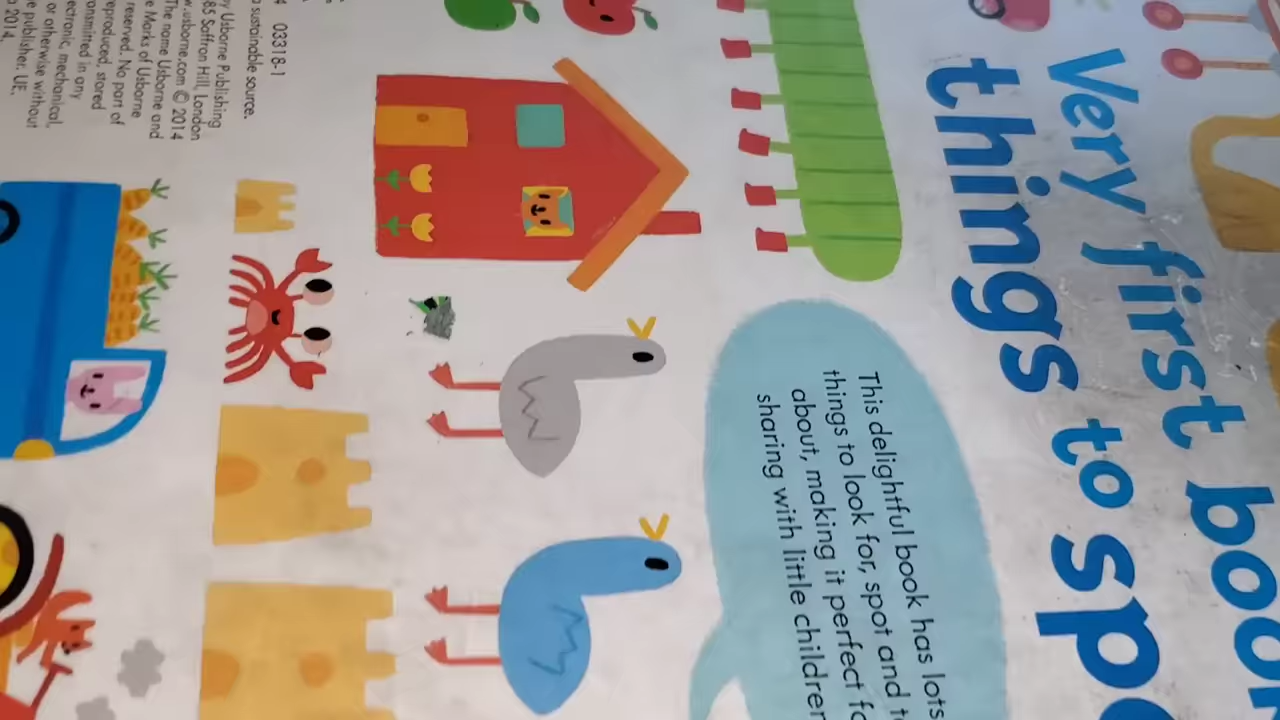 Very first boo
things to spo
This delightful book has lots
things to look for, spot and t
about, making it perfect fo
sharing with little children
4 03318-1
sustainable source.
y Usborne Publishing
85 Saffron Hill, London
w.usborne.com © 2014
The name Usborne and
e Marks of Usborne
reserved. No part of
reproduced, stored
ansmitted in any
ectronic, mechanical,
or otherwise without
e publisher. UE.
2014.